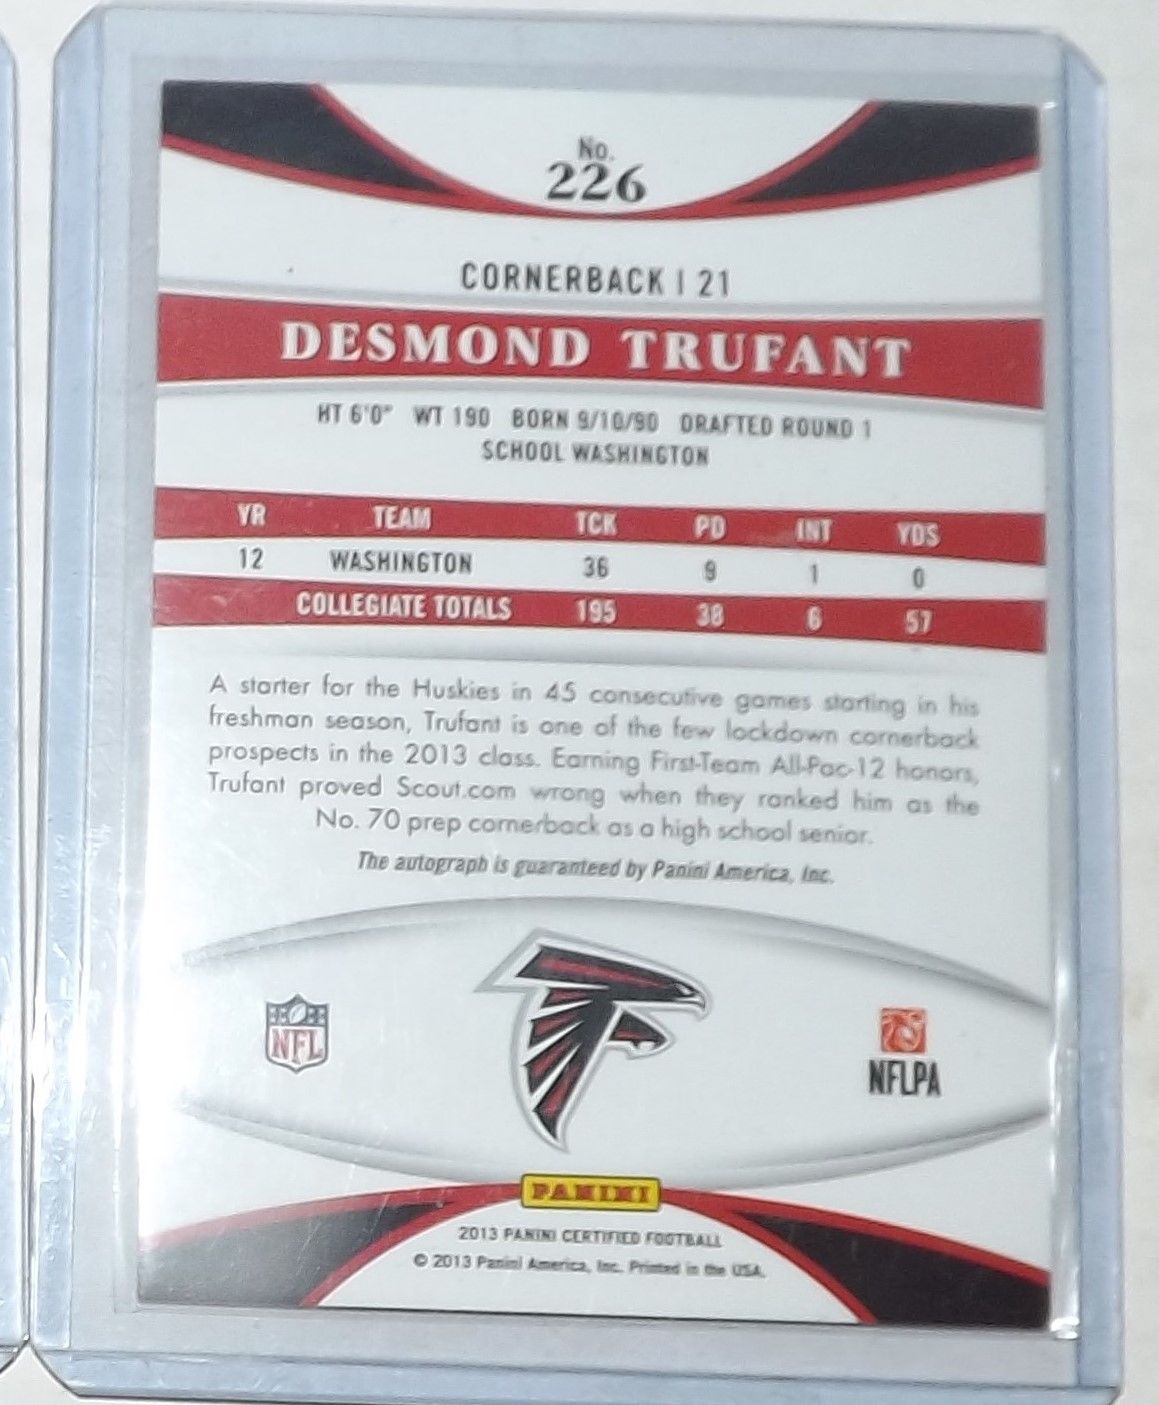 No.
226
CORNERBACK | 21
DESMOND TRUFANT
HT 6'0" WT 190 BORN 9/10/90 DRAFTED ROUND 1
SCHOOL WASHINGTON
YR TEAM TCK PD INT YDS
12 WASHINGTON 36 9 1 0
COLLEGIATE TOTALS 195 38 6 57
A starter for the Huskies in 45 consecutive games starting in his
freshman season, Trufant is one of the few lockdown cornerback
prospects in the 2013 class. Earning First-Team All-Pac-12 honors,
Trufant proved Scout.com wrong when they ranked him as the
No. 70 prep cornerback as a high school senior.
The autograph is guaranteed by Panini America, Inc.
NFL
NFLPA
PANINI
2013 PANINI CERTIFIED FOOTBALL
© 2013 Panini America, Inc. Printed in the USA.